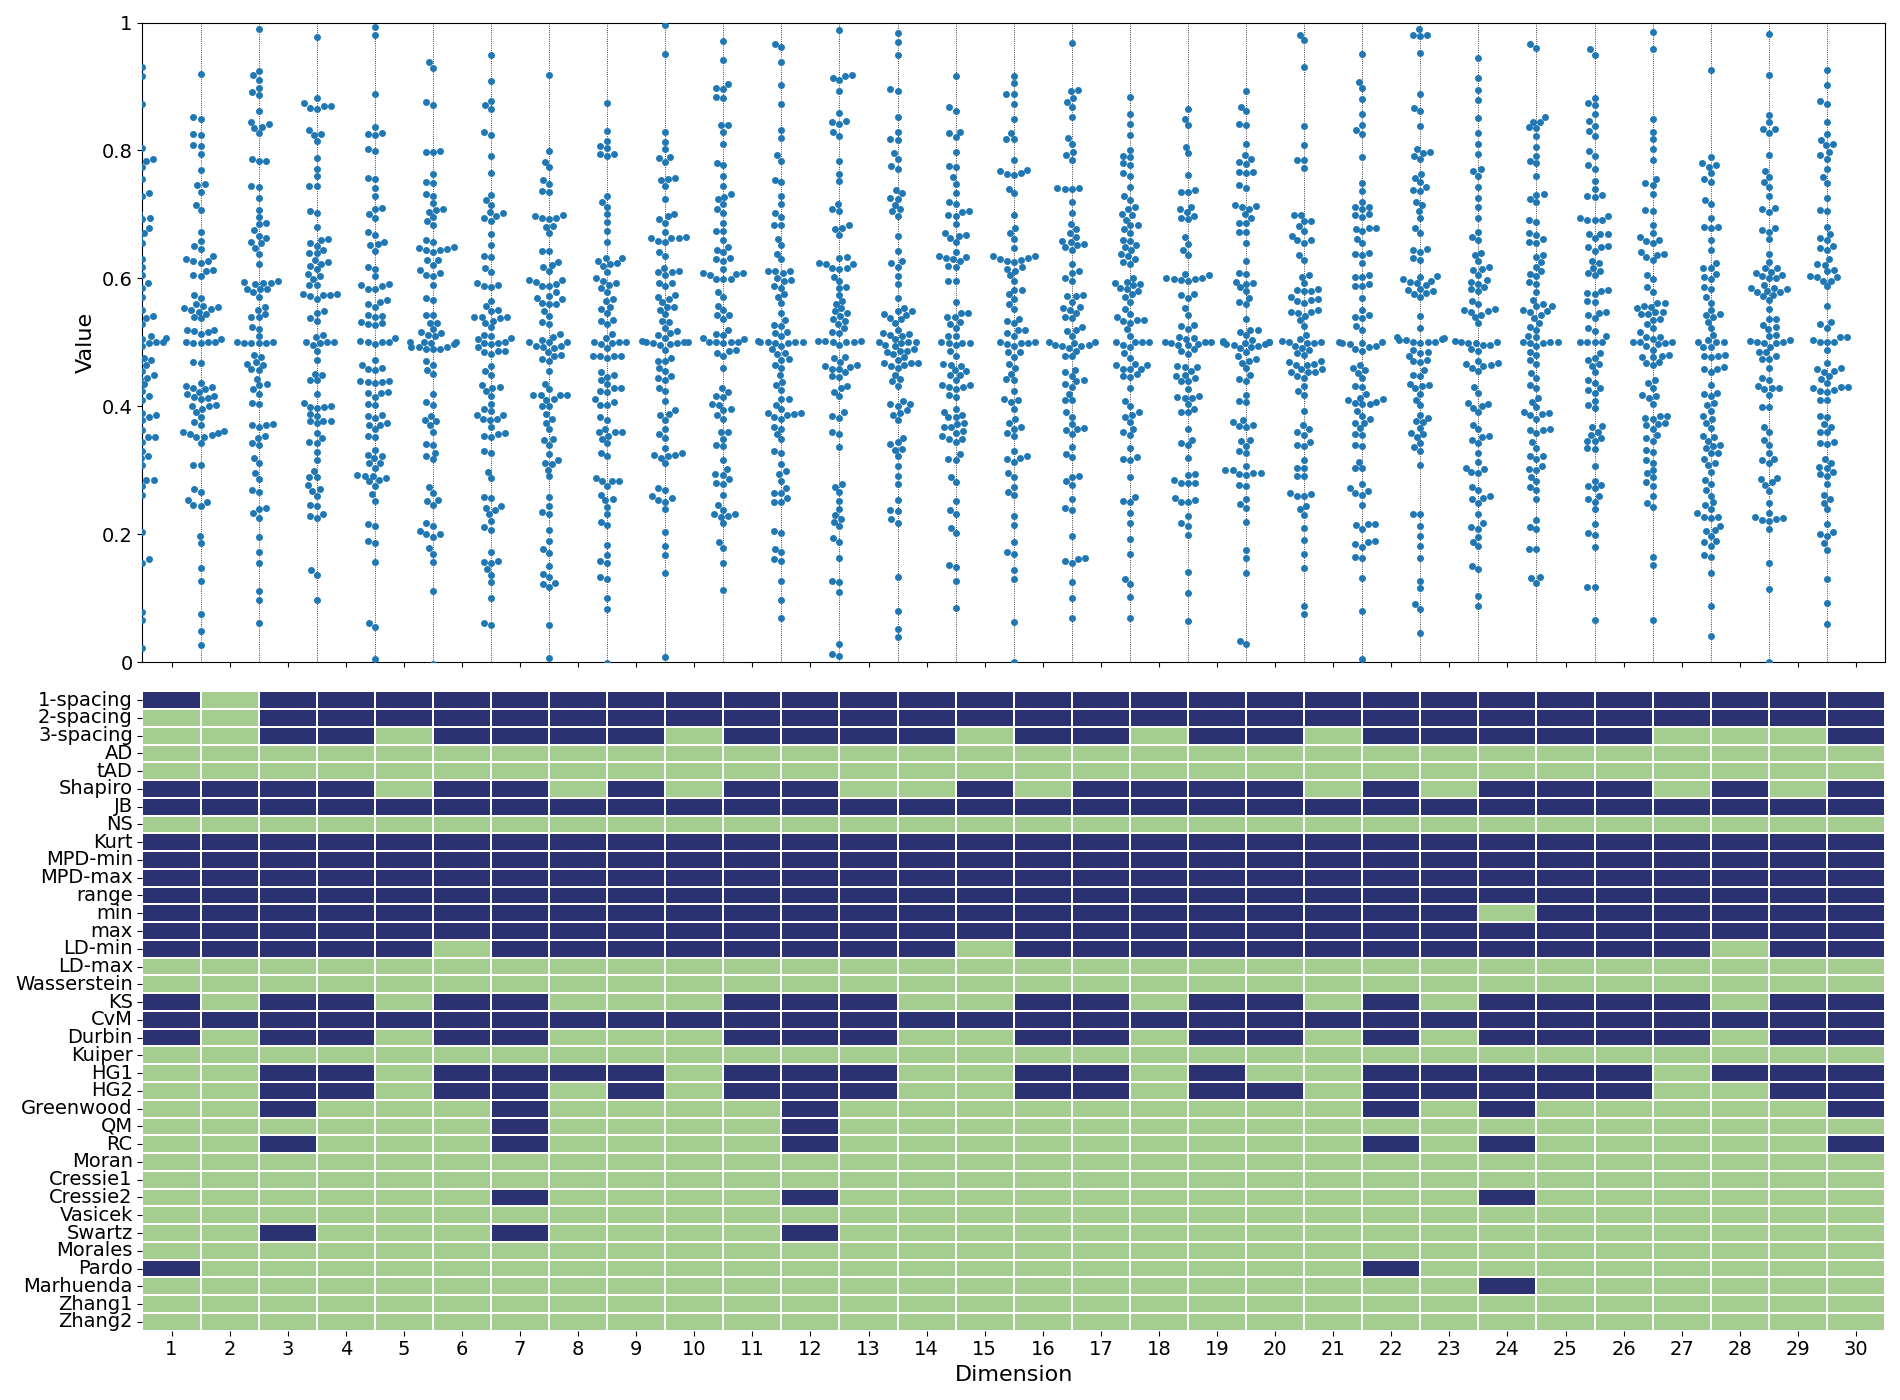 1
0.8
0.6
0.4
0.2
0
Value
1-spacing
2-spacing
3-spacing
AD
tAD
Shapiro
JB
NS
Kurt
MPD-min
MPD-max
range
min
max
LD-min
LD-max
Wasserstein
KS
CvM
Durbin
Kuiper
HG1
HG2
Greenwood
QM
RC
Moran
Cressie1
Cressie2
Vasicek
Swartz
Morales
Pardo
Marhuenda
Zhang1
Zhang2
1 2 3 4 5 6 7 8 9 10 11 12 13 14 15 16 17 18 19 20 21 22 23 24 25 26 27 28 29 30
Dimension